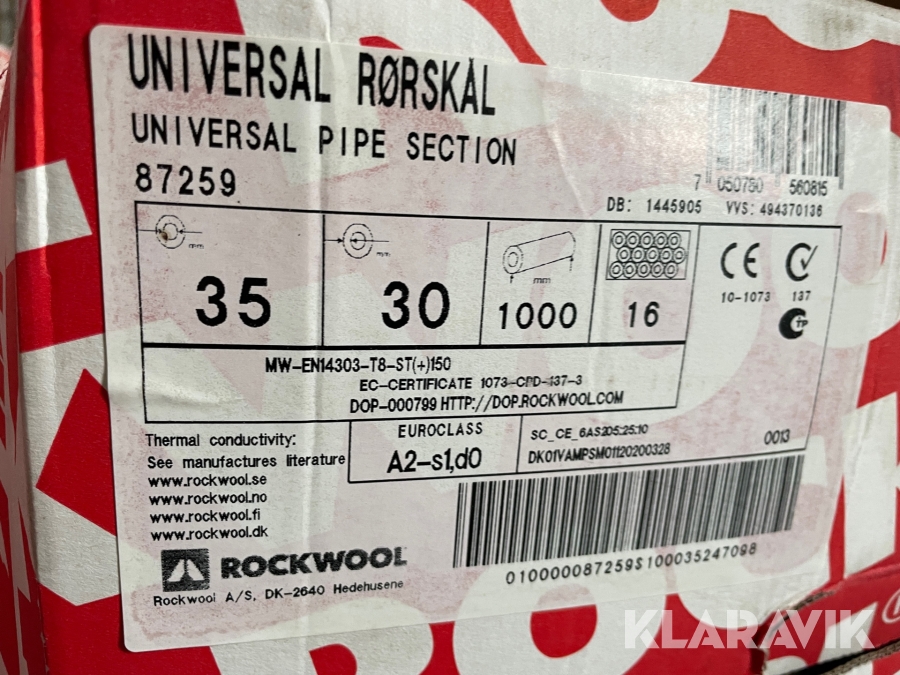 UNIVERSAL RØRSKÅL
UNIVERSAL PIPE SECTION
87259
7 050780 560815
DB: 1445905 VVS: 494370136
mm
mm
mm
35
30
1000
16
CE
10-1073
137
TP
MW-EN14303-T8-ST(+)150
EC-CERTIFICATE 1073-CPD-137-3
DOP-000799 HTTP://DOP.ROCKWOOL.COM
Thermal conductivity:
See manufactures literature
www.rockwool.se
www.rockwool.no
www.rockwool.fi
www.rockwool.dk
EUROCLASS
A2-s1,d0
SC_CE_6AS205:25:10
DK01VAMPSM01120200328
0013
ROCKWOOL
Rockwool A/S, DK-2640 Hedehusene
010000087259S100035247098
KLARAVIK